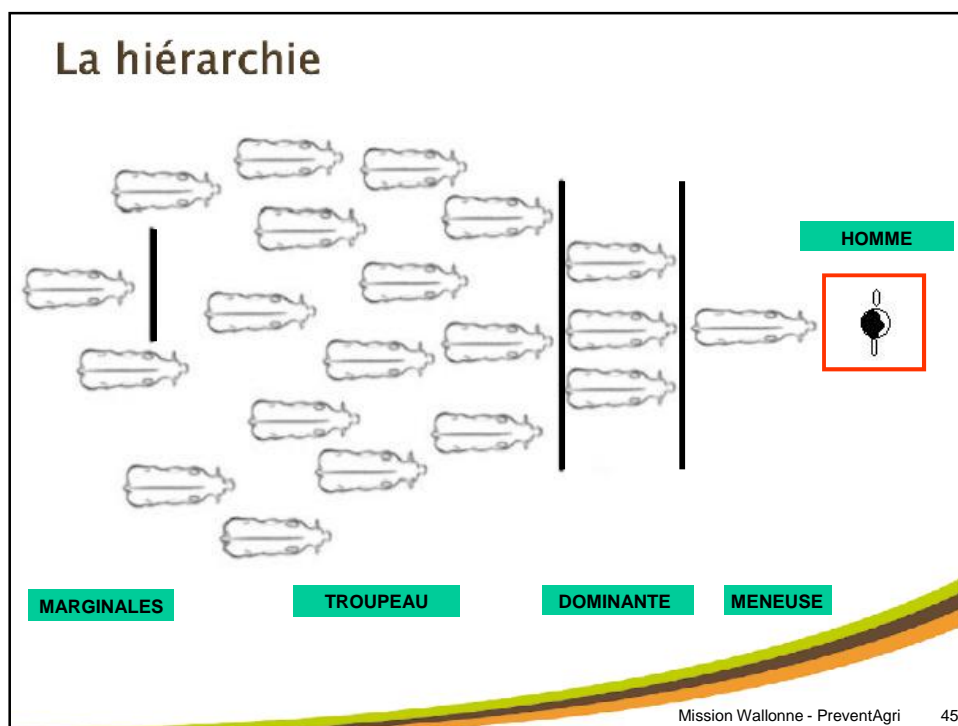 La hiérarchie
HOMME
MARGINALES
TROUPEAU
DOMINANTE
MENEUSE
Mission Wallonne - PreventAgri 45